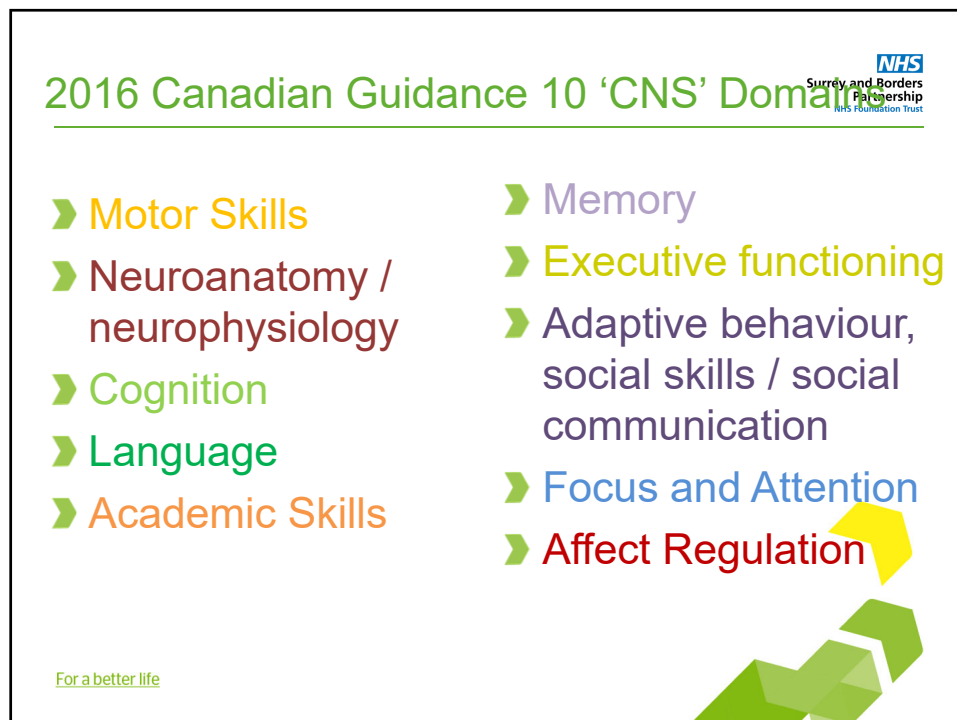 2016 Canadian Guidance 10 ‘CNS’ Domains
NHS
Surrey and Borders
Partnership
NHS Foundation Trust
Motor Skills
Neuroanatomy /
neurophysiology
Cognition
Language
Academic Skills
Memory
Executive functioning
Adaptive behaviour,
social skills / social
communication
Focus and Attention
Affect Regulation
For a better life